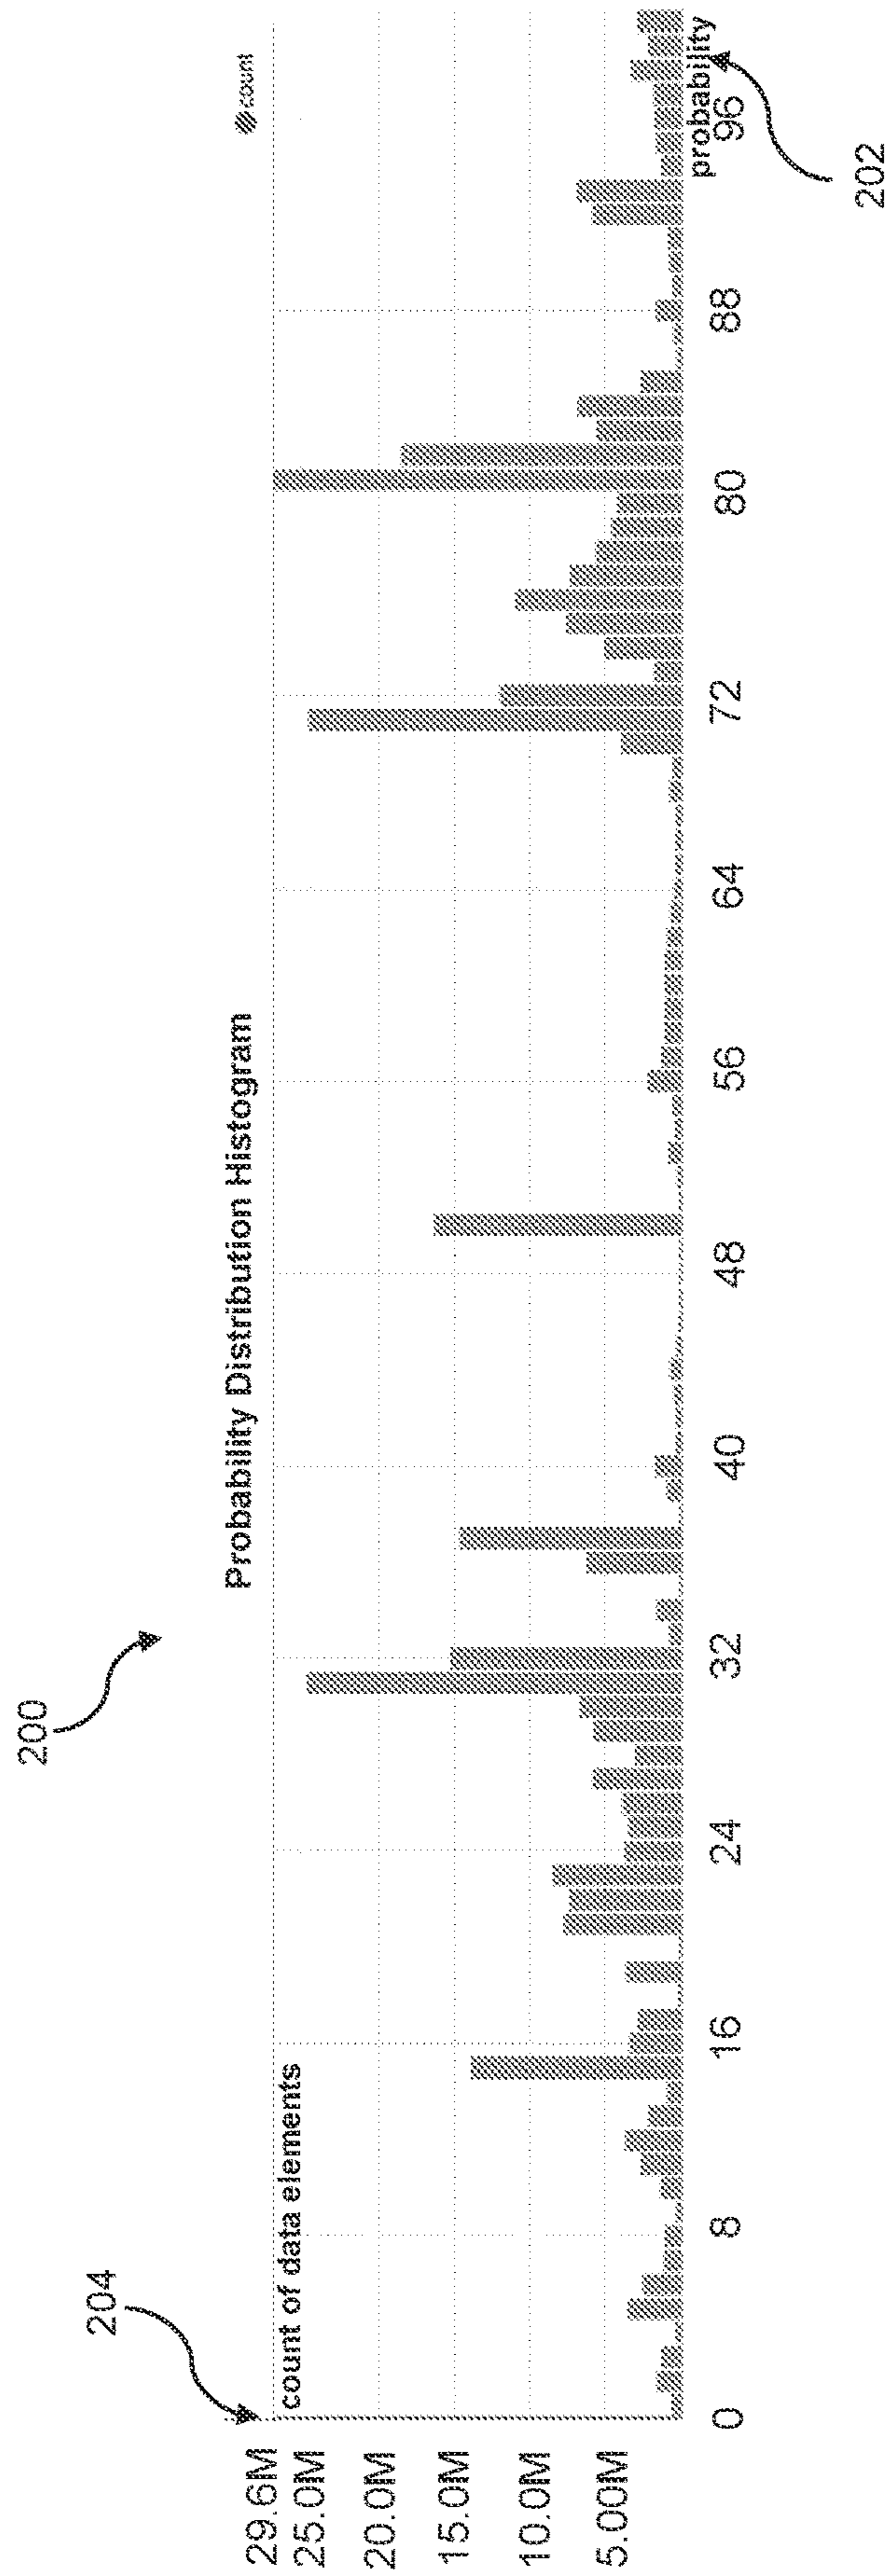 200
Probability Distribution Histogram
count
204
count of data elements
29.6M
25.0M
20.0M
15.0M
10.0M
5.00M
0 8 16 24 32 40 48 56 64 72 80 88 96
probability
202